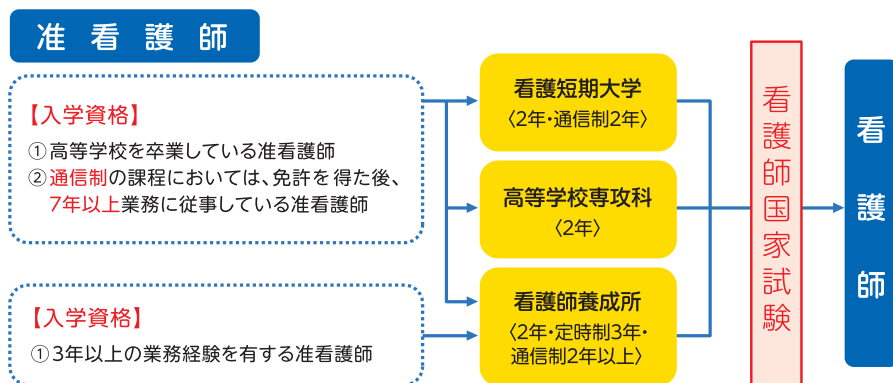 准看護師
【入学資格】
①高等学校を卒業している准看護師
②通信制の課程においては、免許を得た後、
7年以上業務に従事している准看護師
【入学資格】
①3年以上の業務経験を有する准看護師
看護短期大学
〈2年・通信制2年〉
高等学校専攻科
〈2年〉
看護師養成所
〈2年・定時制3年・
通信制2年以上〉
看護師国家試験
看護師